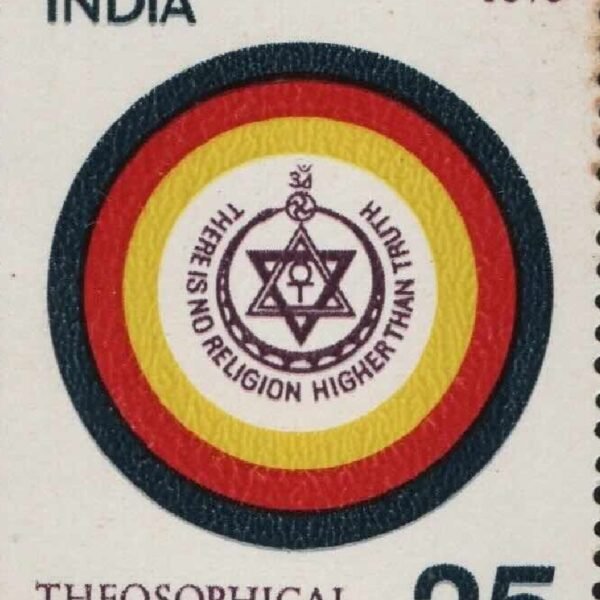 INDIA
ॐ
THERE IS NO RELIGION HIGHER THAN TRUTH
THEOSOPHICAL
25